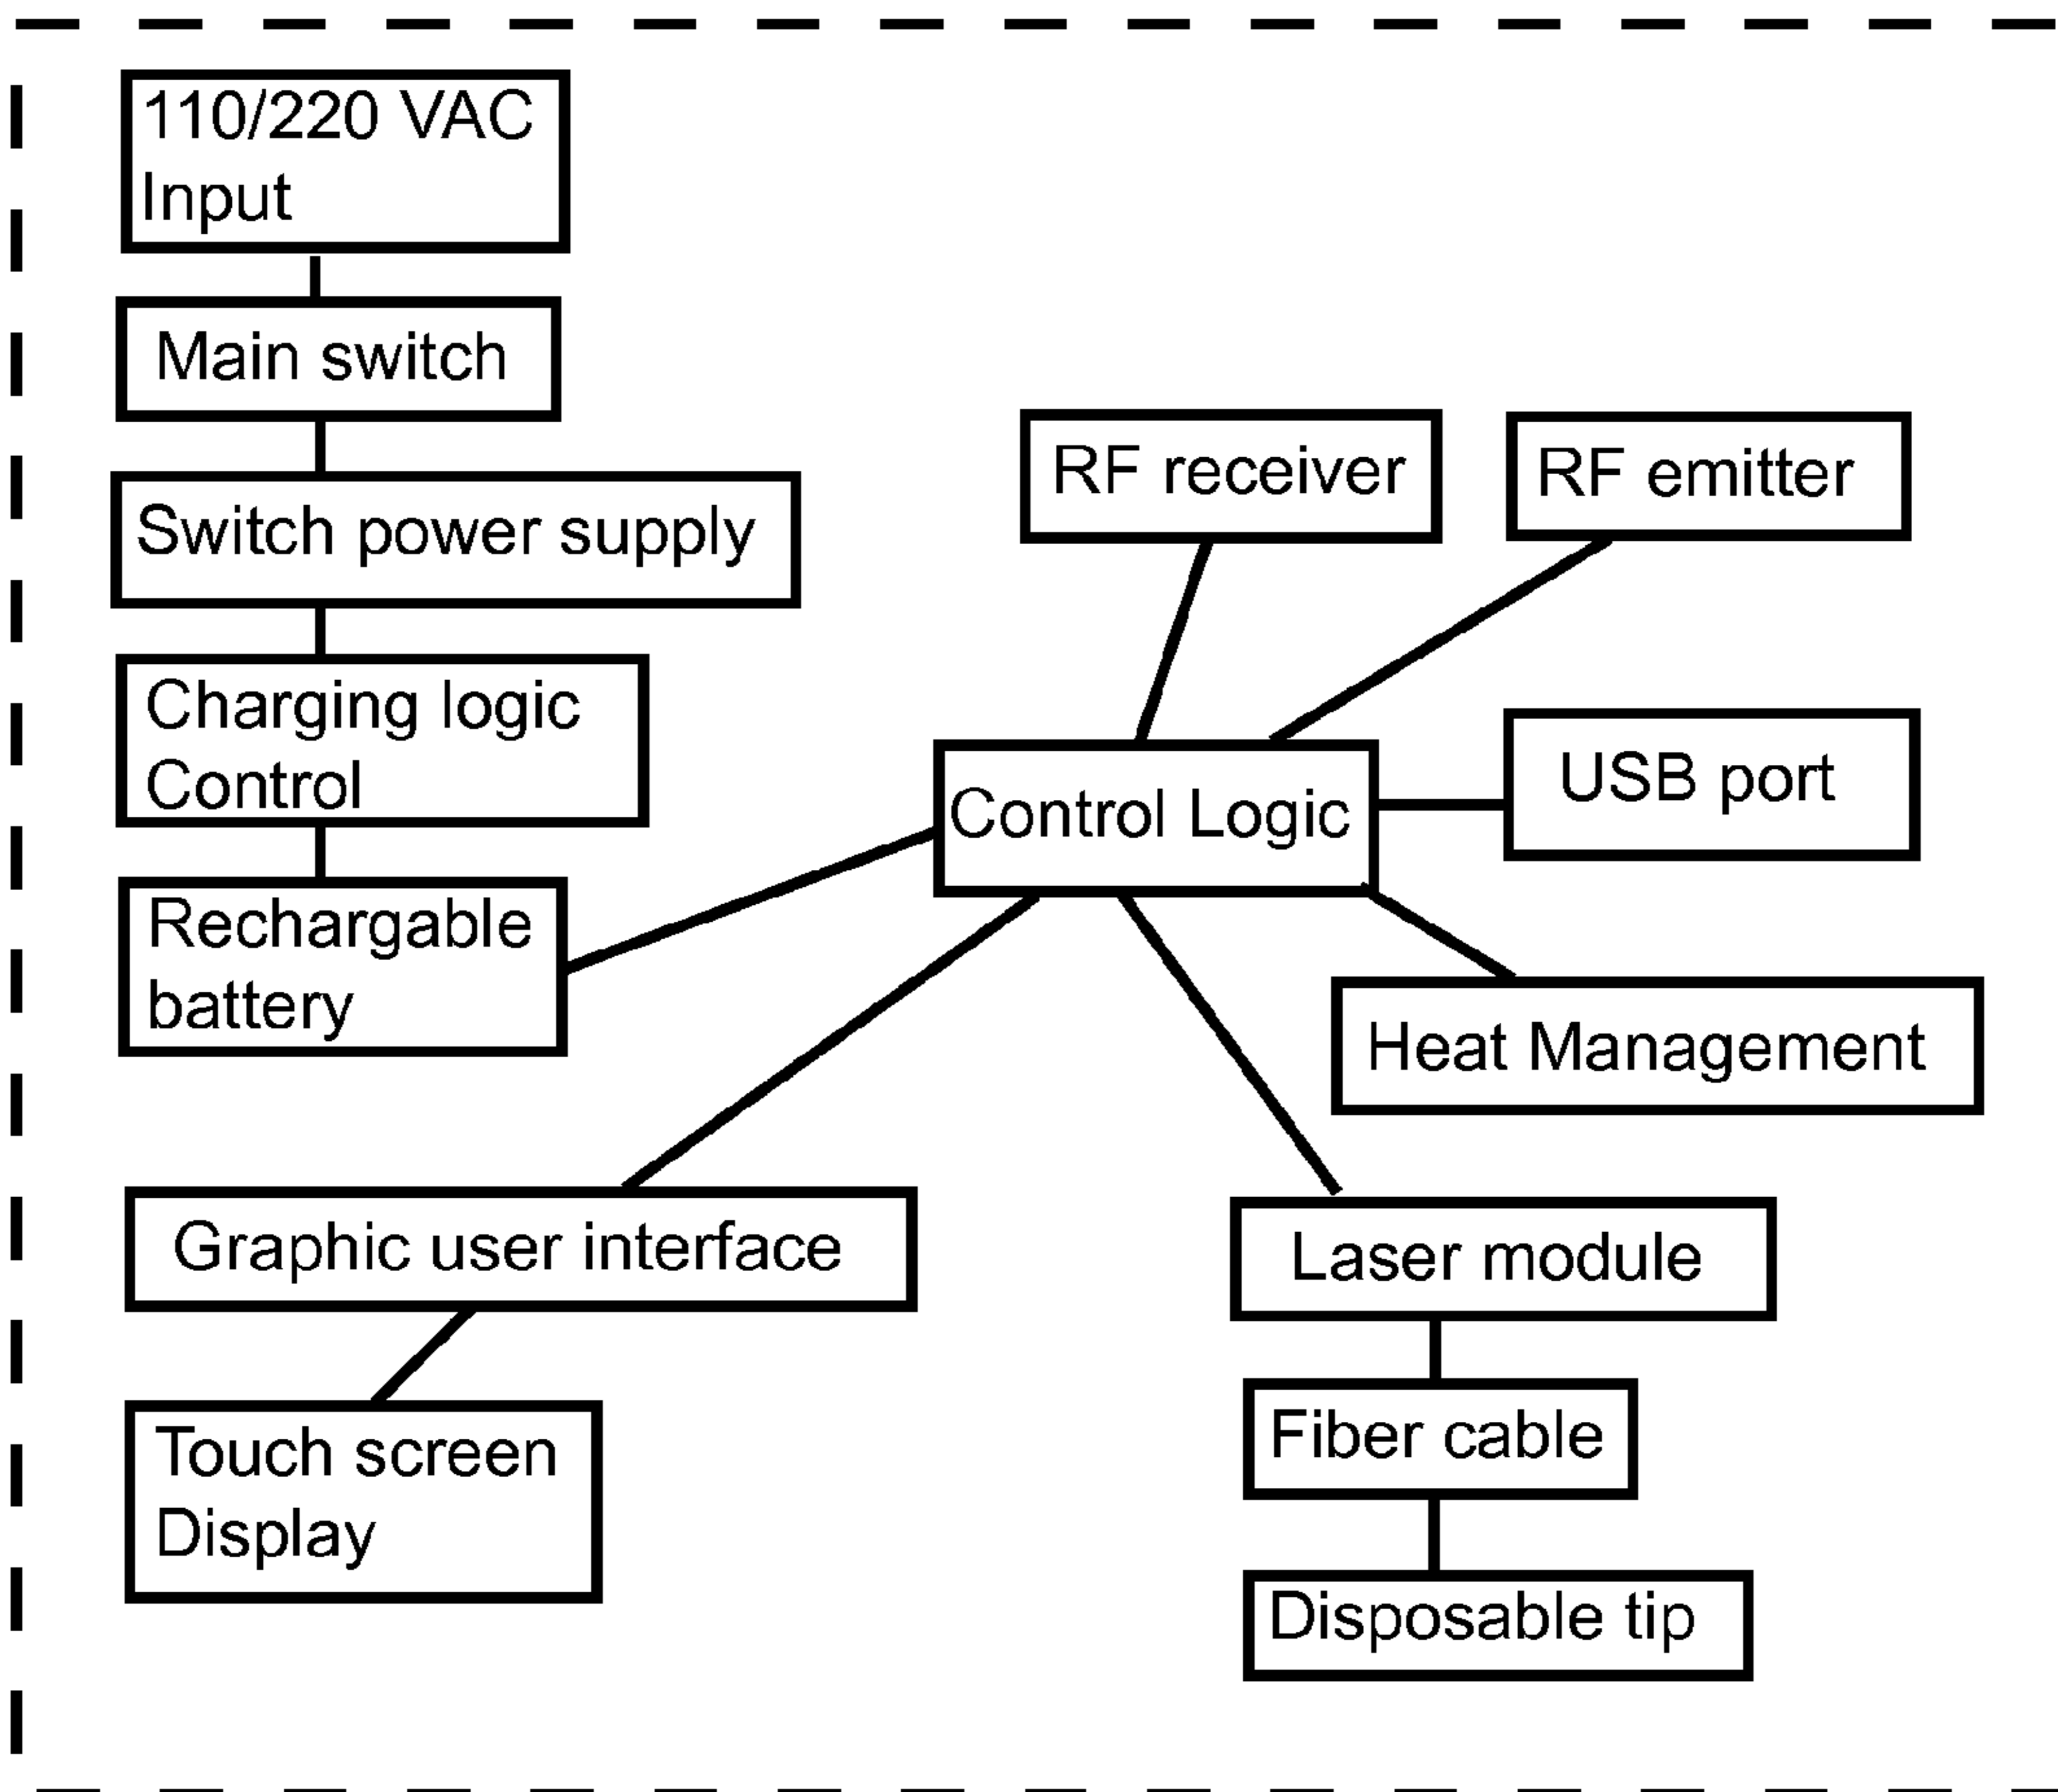 110/220 VAC
Input
Main switch
Switch power supply
Charging logic
Control
Rechargable
battery
RF receiver
RF emitter
Control Logic
USB port
Heat Management
Graphic user interface
Touch screen
Display
Laser module
Fiber cable
Disposable tip